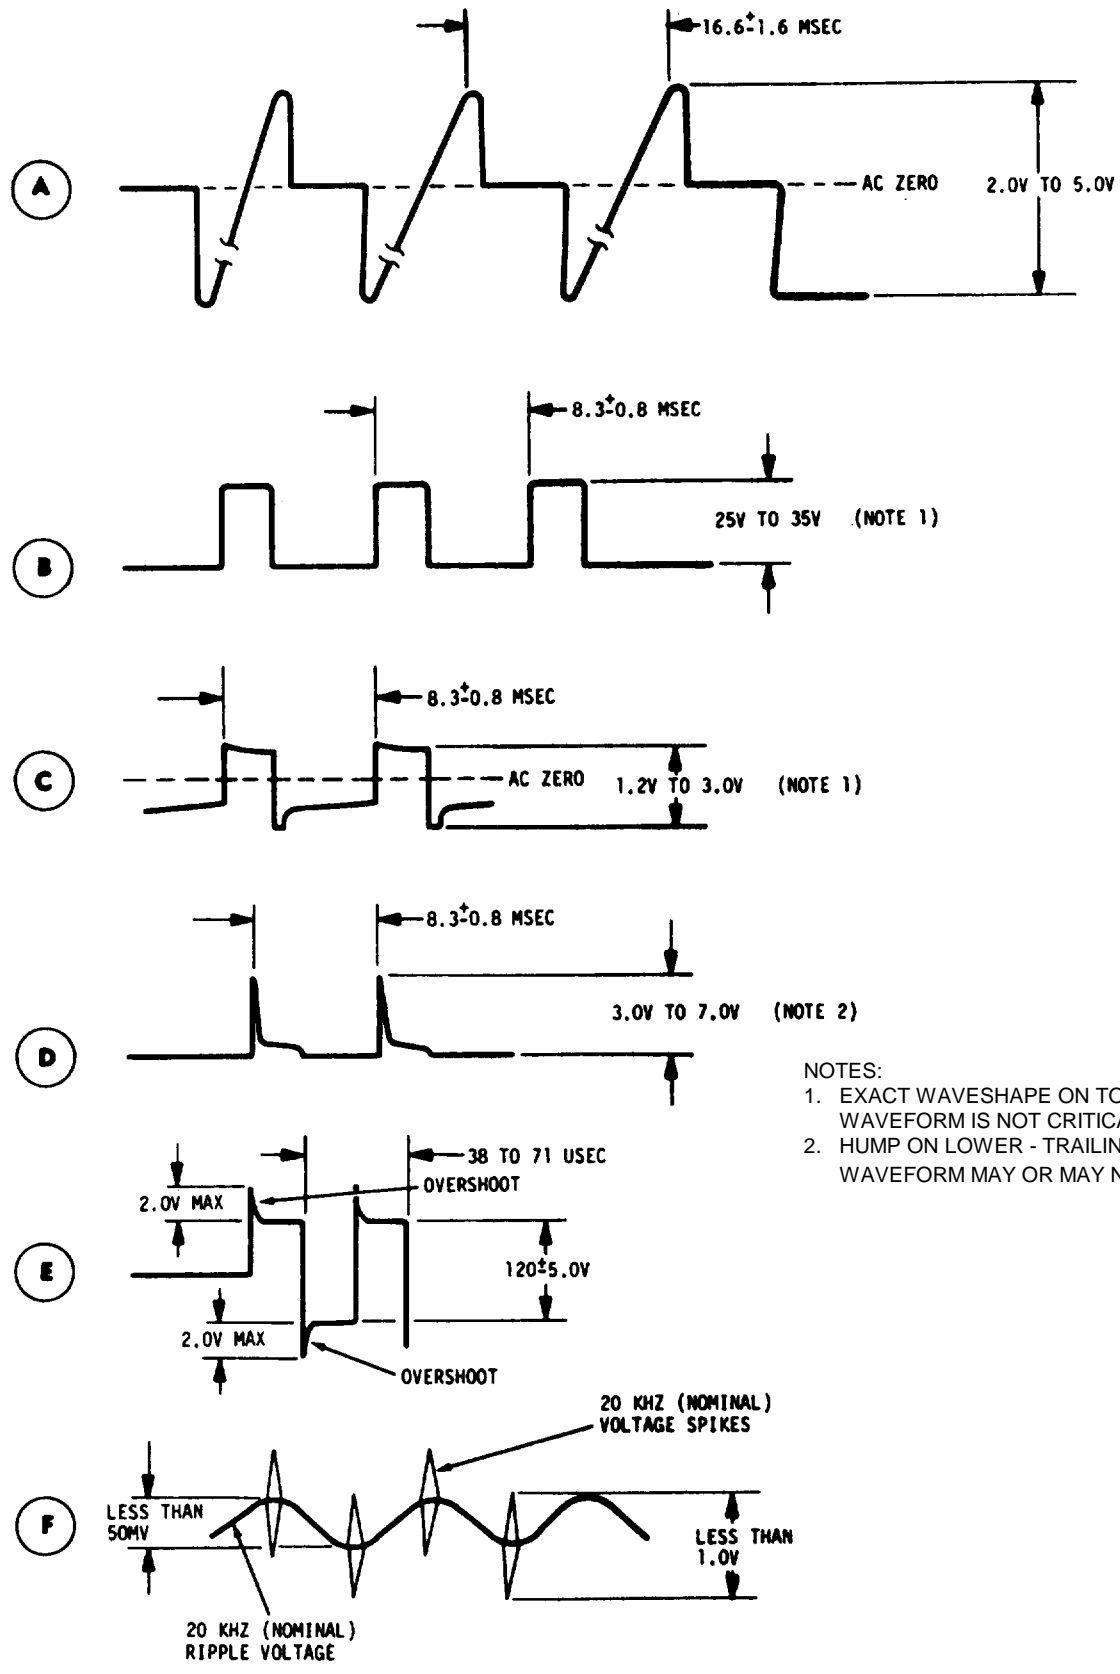 16.6±1.6 MSEC
A
AC ZERO
2.0V TO 5.0V
8.3±0.8 MSEC
25V TO 35V (NOTE 1)
B
8.3±0.8 MSEC
C
AC ZERO
1.2V TO 3.0V (NOTE 1)
8.3±0.8 MSEC
3.0V TO 7.0V (NOTE 2)
D
NOTES:
1. EXACT WAVESHAPE ON TO
WAVEFORM IS NOT CRITICA
2. HUMP ON LOWER - TRAILIN
WAVEFORM MAY OR MAY N
38 TO 71 USEC
OVERSHOOT
2.0V MAX
E
120±5.0V
2.0V MAX
OVERSHOOT
20 KHZ (NOMINAL)
VOLTAGE SPIKES
F
LESS THAN
50MV
LESS THAN
1.0V
20 KHZ (NOMINAL)
RIPPLE VOLTAGE